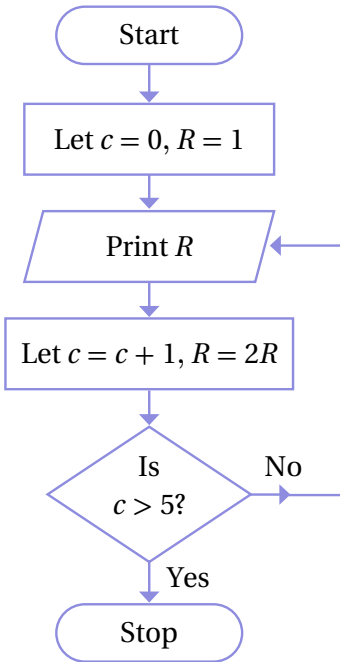 Start
Let c = 0, R = 1
Print R
Let c = c + 1, R = 2R
Is
c > 5?
No
Yes
Stop